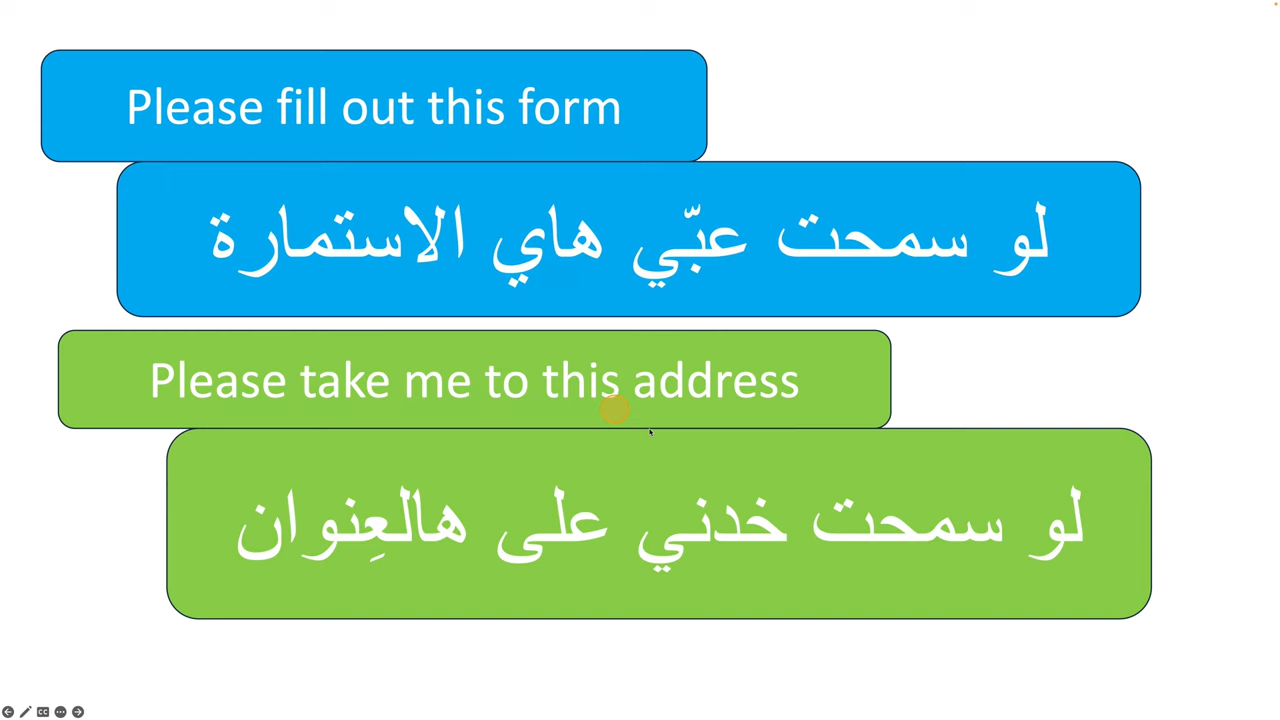 Please fill out this form
لو سمحت عبّي هاي الاستمارة
Please take me to this address
لو سمحت خدني على هالعِنوان